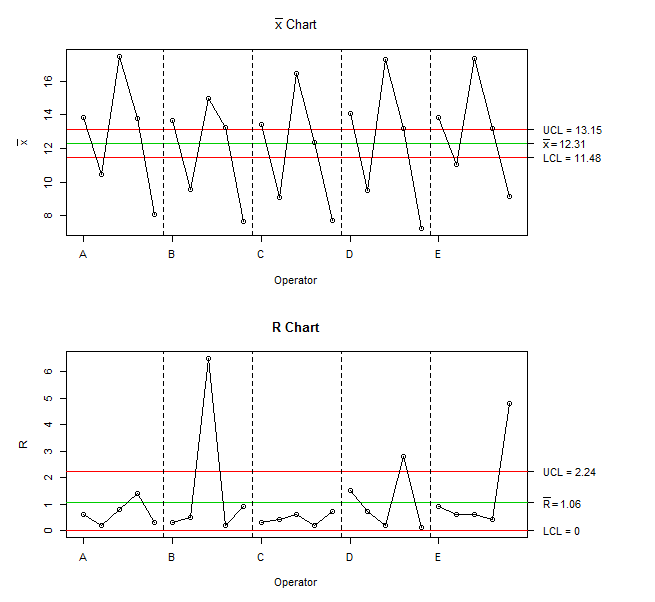 x̅ Chart
x̅
8 10 12 14 16
UCL = 13.15
x̿ = 12.31
LCL = 11.48
A B C D E
Operator
R Chart
R
0 1 2 3 4 5 6
UCL = 2.24
R̅ = 1.06
LCL = 0
A B C D E
Operator